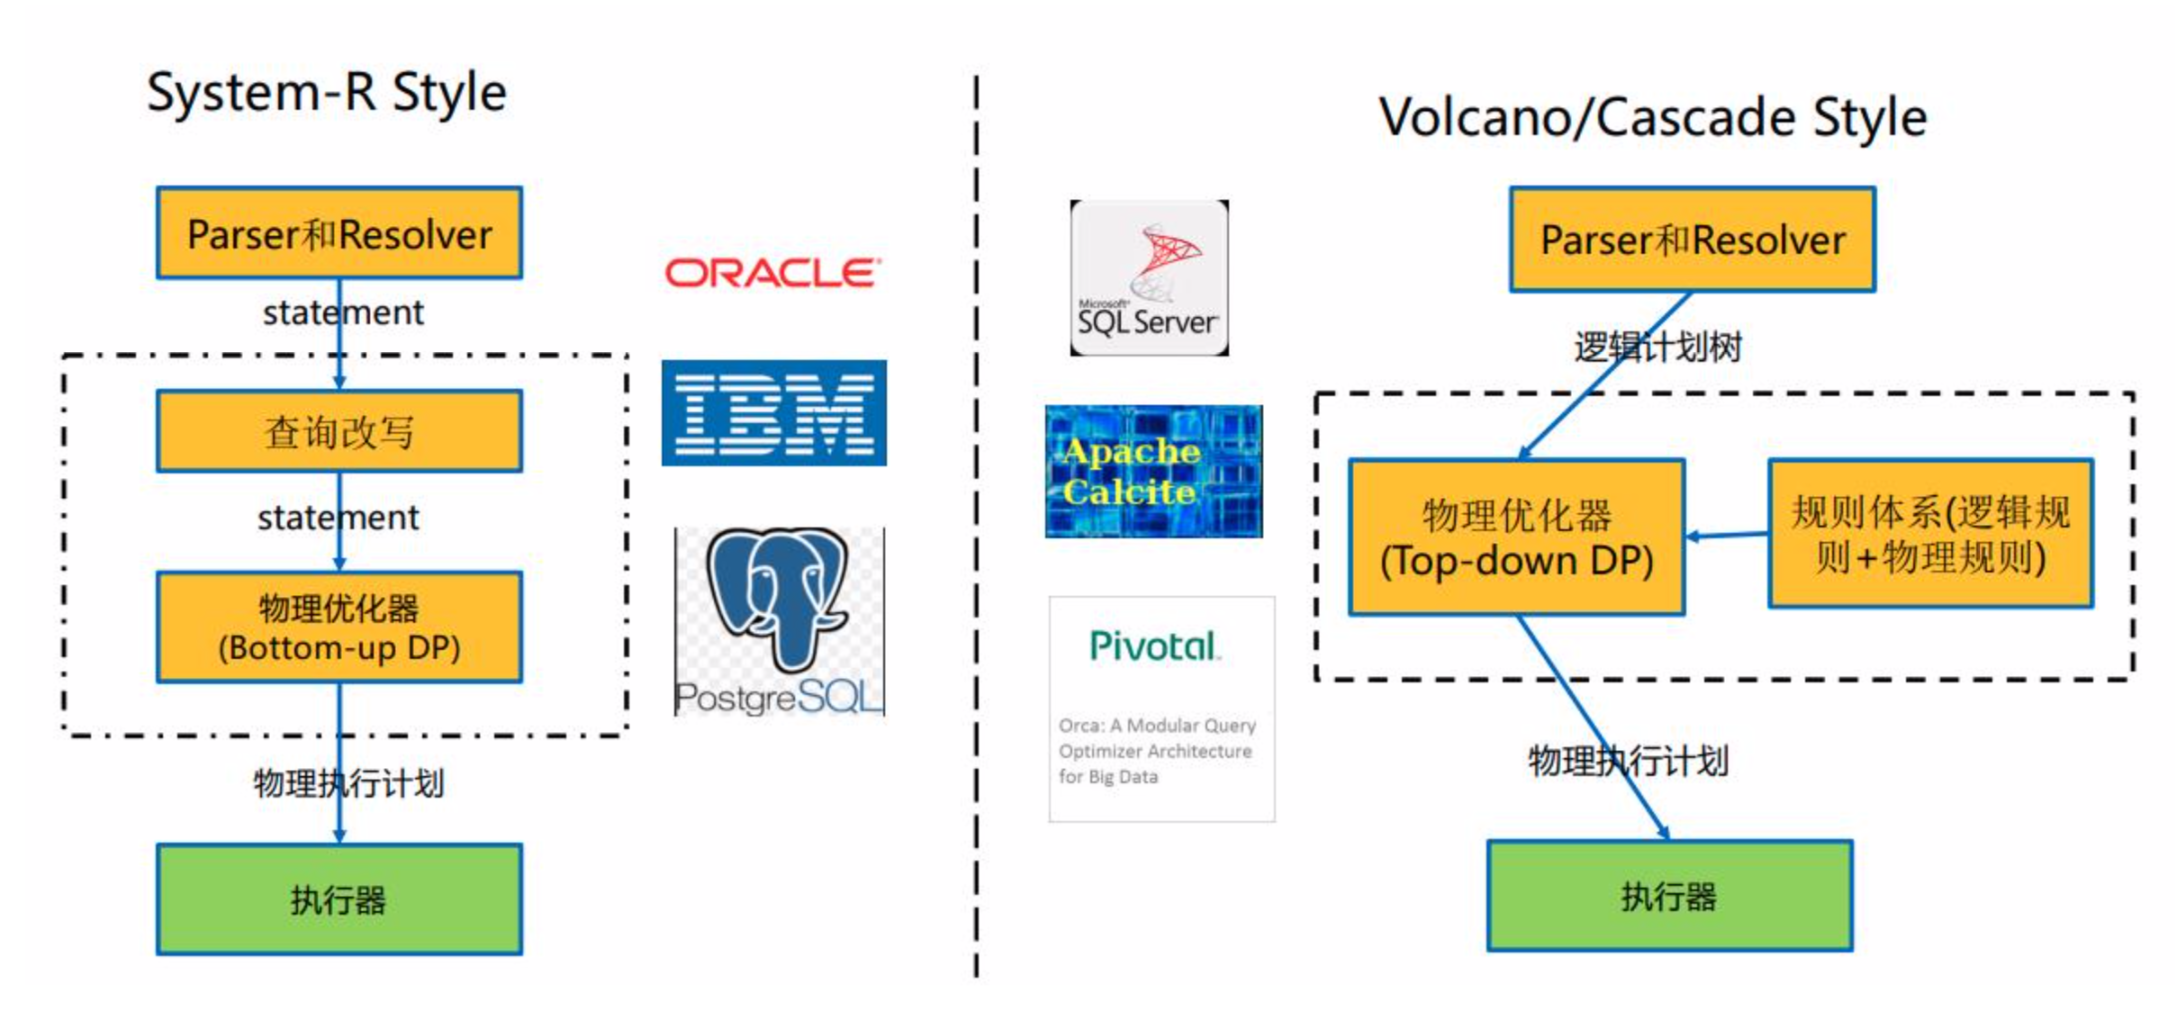 System-R Style
Parser和Resolver
statement
查询改写
statement
物理优化器
(Bottom-up DP)
物理执行计划
执行器
ORACLE
IBM
PostgreSQL
Volcano/Cascade Style
Microsoft
SQL Server
Apache
Calcite
Pivotal
Orca: A Modular Query
Optimizer Architecture
for Big Data
Parser和Resolver
逻辑计划树
物理优化器
(Top-down DP)
规则体系(逻辑规
则+物理规则)
物理执行计划
执行器